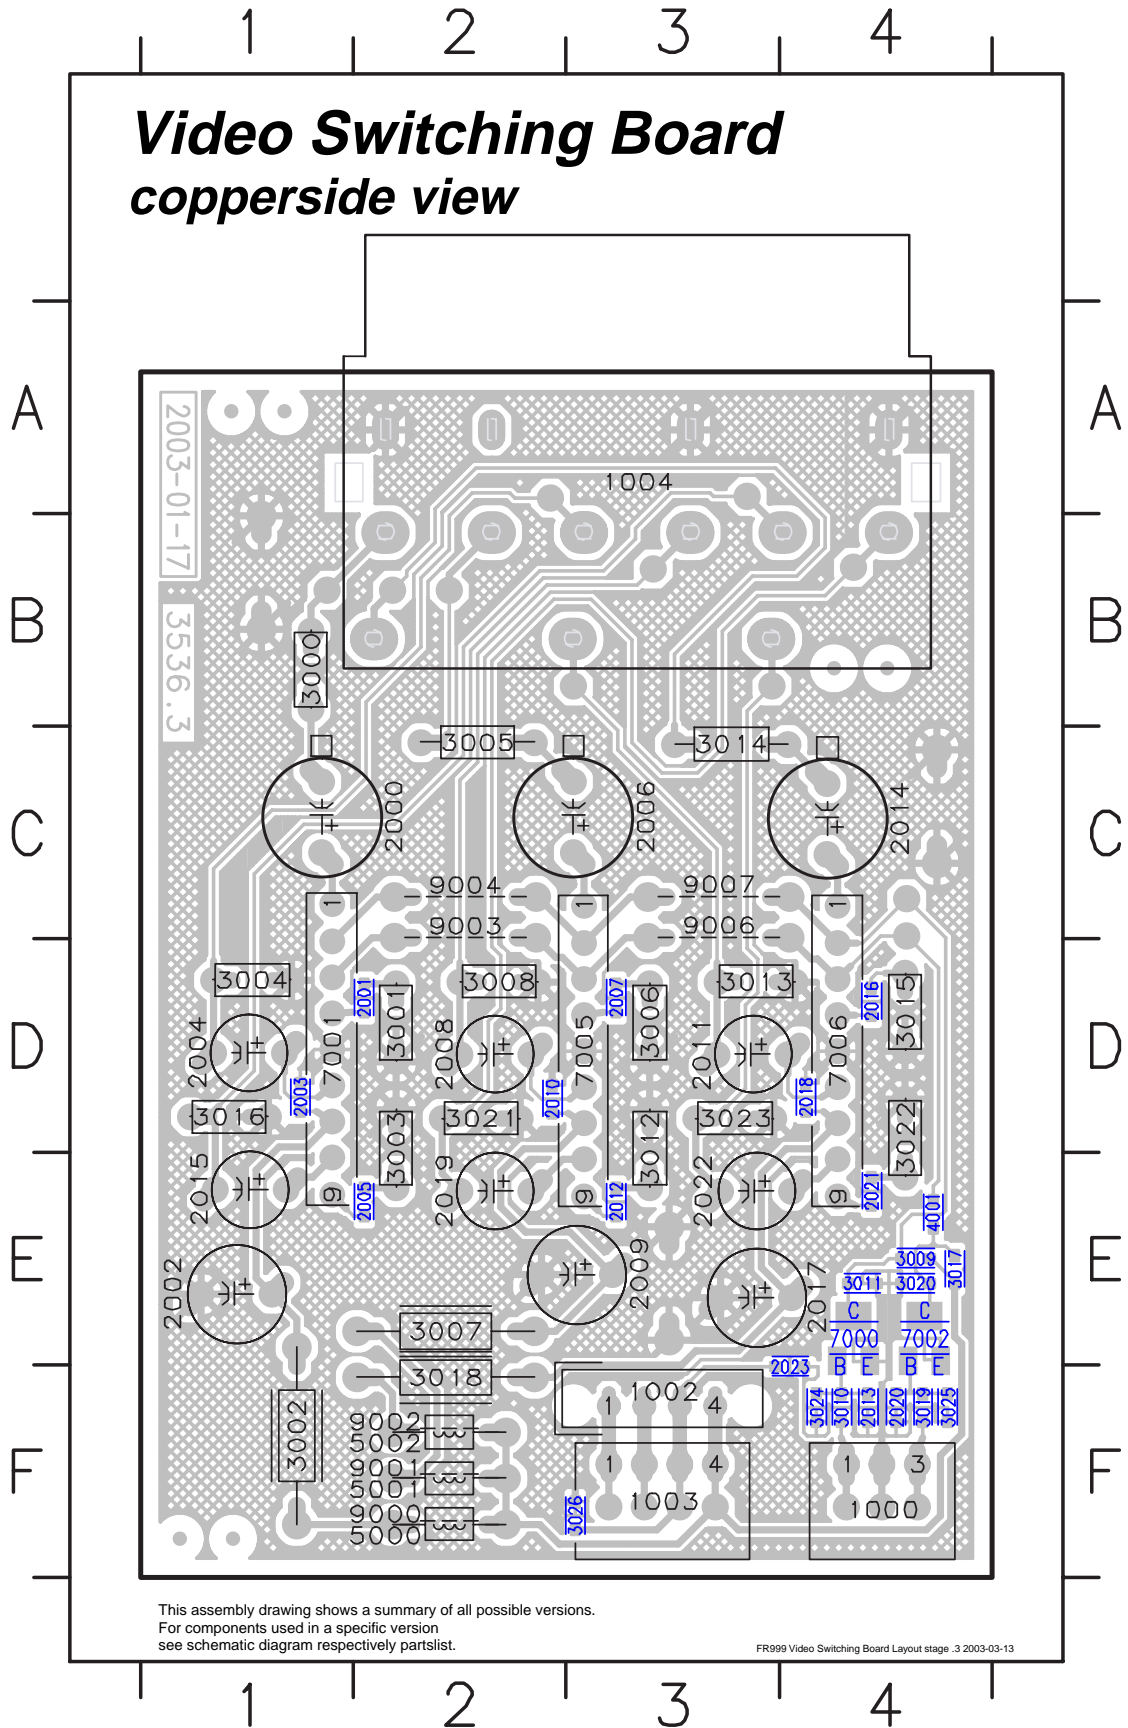 1 2 3 4
Video Switching Board
copperside view
A A
2003-01-17
1004
B B
3536.3
3000
3005 3014
C C
2000 2006 2014
9004 9007
1 1 1
9003 9006
3004 3008 3013
2001 2007 2016
3001 3006 3015
D D
2004 7001 2008 7005 2011 7006
2003 2010 2018
3016 3021 3023
3003 3012 3022
2015 2019 2022
9 9 9
2005 2012 2021
4001
E E
3009 3017
2002 2009 2017
3011 3020
C C
3007 7000 7002
2023 B E B E
3018
1002
1 4
3024 3010 2013 2020 3019 3025
3002
9002
5002
F F
9001
5001
1 4 1 3
1003 1000
3026
9000
5000
This assembly drawing shows a summary of all possible versions.
For components used in a specific version
see schematic diagram respectively partslist.
FR999 Video Switching Board Layout stage .3 2003-03-13
1 2 3 4